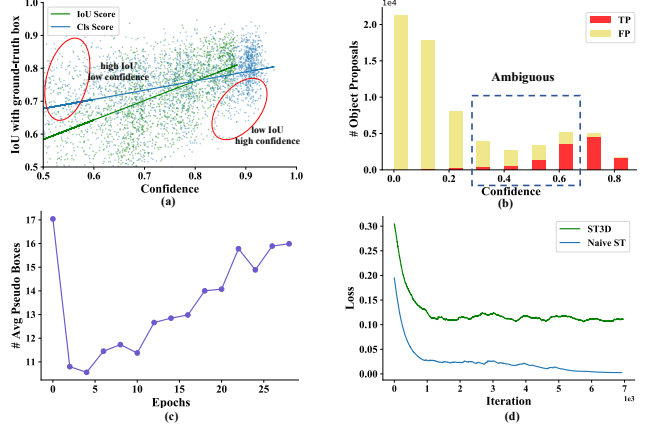 IoU Score
Cls Score
high IoU
low confidence
low IoU
high confidence
IoU with ground-truth box
1.0
0.9
0.8
0.7
0.6
0.5
0.5 0.6 0.7 0.8 0.9 1.0
Confidence
(a)
1e4
TP
FP
Ambiguous
# Object Proposals
2.0
1.5
1.0
0.5
0.0
0.0 0.2 0.4 0.6 0.8
Confidence
(b)
# Avg Pseudo Boxes
17
16
15
14
13
12
11
0 5 10 15 20 25
Epochs
(c)
ST3D
Naive ST
Loss
0.30
0.25
0.20
0.15
0.10
0.05
0.00
0 1 2 3 4 5 6 7
1e3
Iteration
(d)